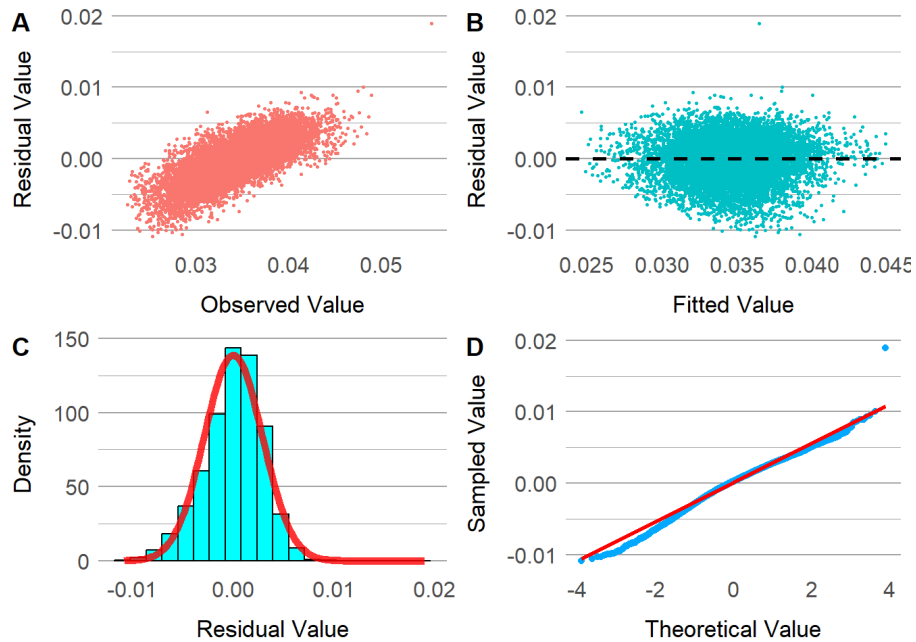 A
0.02
0.01
0.00
-0.01
Residual Value
0.03 0.04 0.05
Observed Value
B
0.02
0.01
0.00
-0.01
Residual Value
0.025 0.030 0.035 0.040 0.045
Fitted Value
C
150
100
50
0
Density
-0.01 0.00 0.01 0.02
Residual Value
D
0.02
0.01
0.00
-0.01
Sampled Value
-4 -2 0 2 4
Theoretical Value